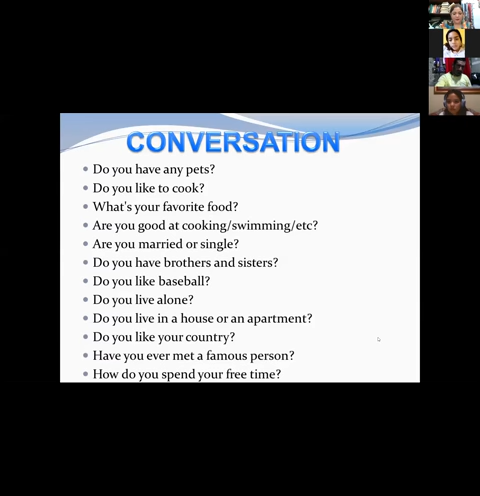 CONVERSATION
Do you have any pets?
Do you like to cook?
What's your favorite food?
Are you good at cooking/swimming/etc?
Are you married or single?
Do you have brothers and sisters?
Do you like baseball?
Do you live alone?
Do you live in a house or an apartment?
Do you like your country?
Have you ever met a famous person?
How do you spend your free time?